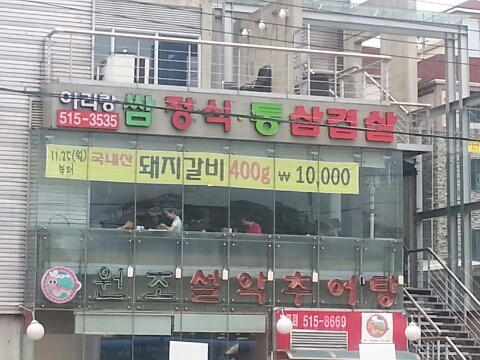 아리랑 쌈 정식 통 삼겹살
515-3535
11.25(월)부터 국내산 돼지갈비 400g ₩ 10,000
원조설악추어탕
515-8669